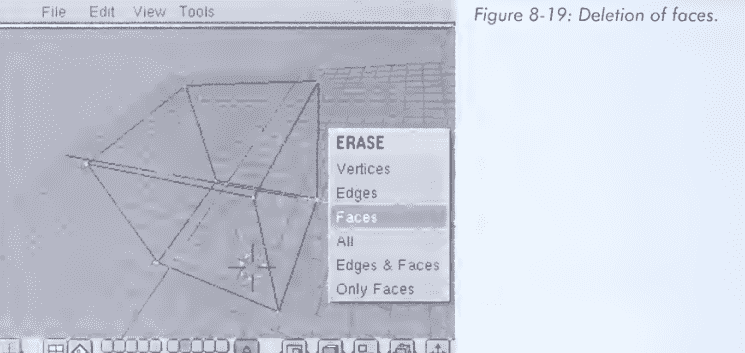 File Edit View Tools
Figure 8-19: Deletion of faces.
ERASE
Vertices
Edges
Faces
All
Edges & Faces
Only Faces